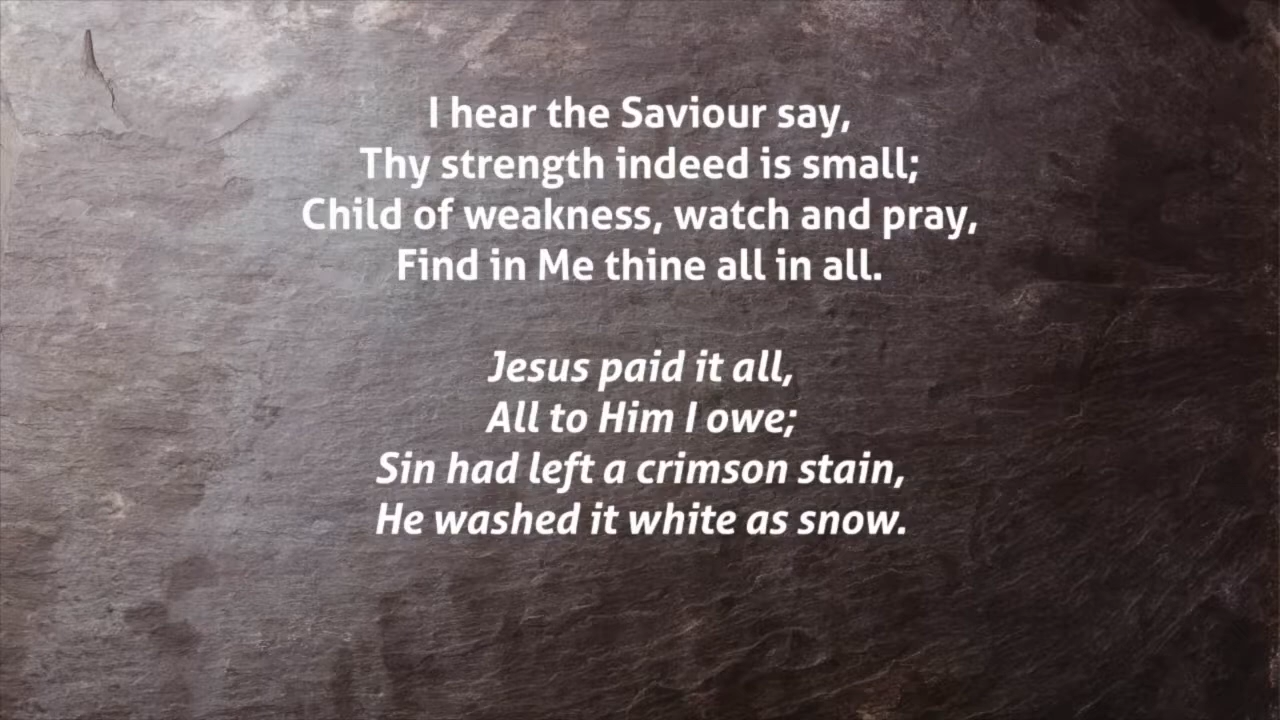 I hear the Saviour say,
Thy strength indeed is small;
Child of weakness, watch and pray,
Find in Me thine all in all.
Jesus paid it all,
All to Him I owe;
Sin had left a crimson stain,
He washed it white as snow.